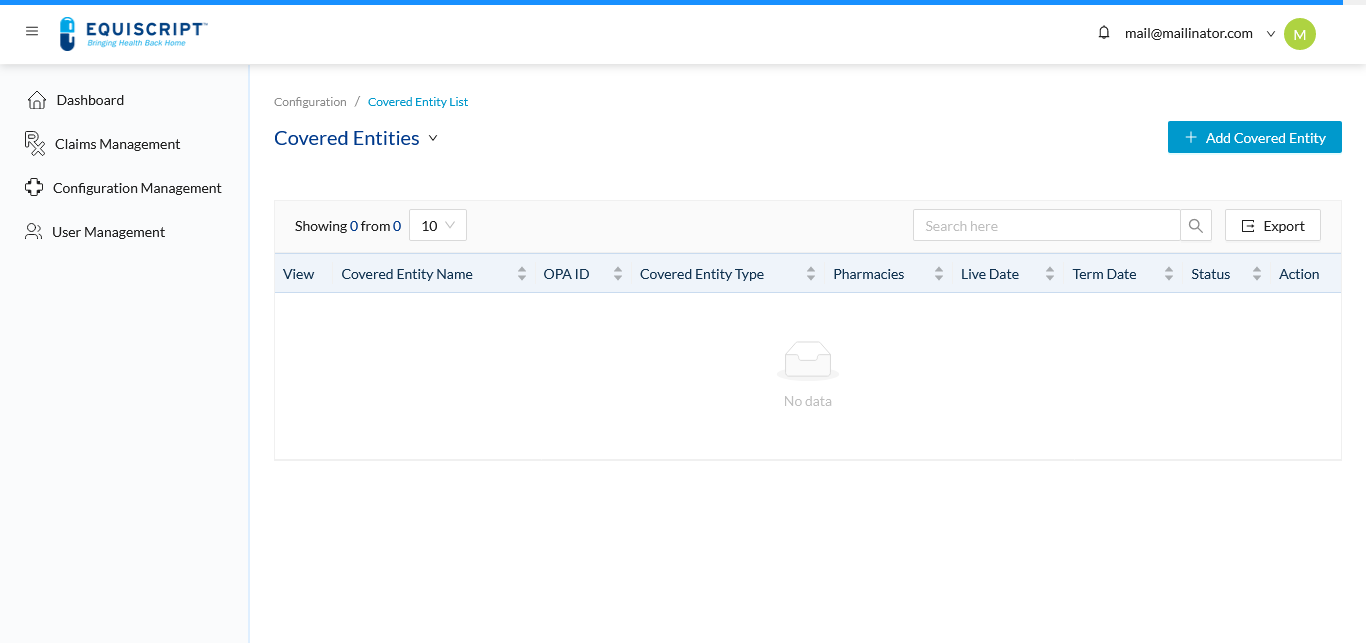 EQUISCRIPT™
Bringing Health Back Home
mail@mailinator.com
M
Dashboard
Claims Management
Configuration Management
User Management
Configuration / Covered Entity List
Covered Entities
+ Add Covered Entity
Showing 0 from 0 10 Search here Export
View Covered Entity Name OPA ID Covered Entity Type Pharmacies Live Date Term Date Status Action
No data